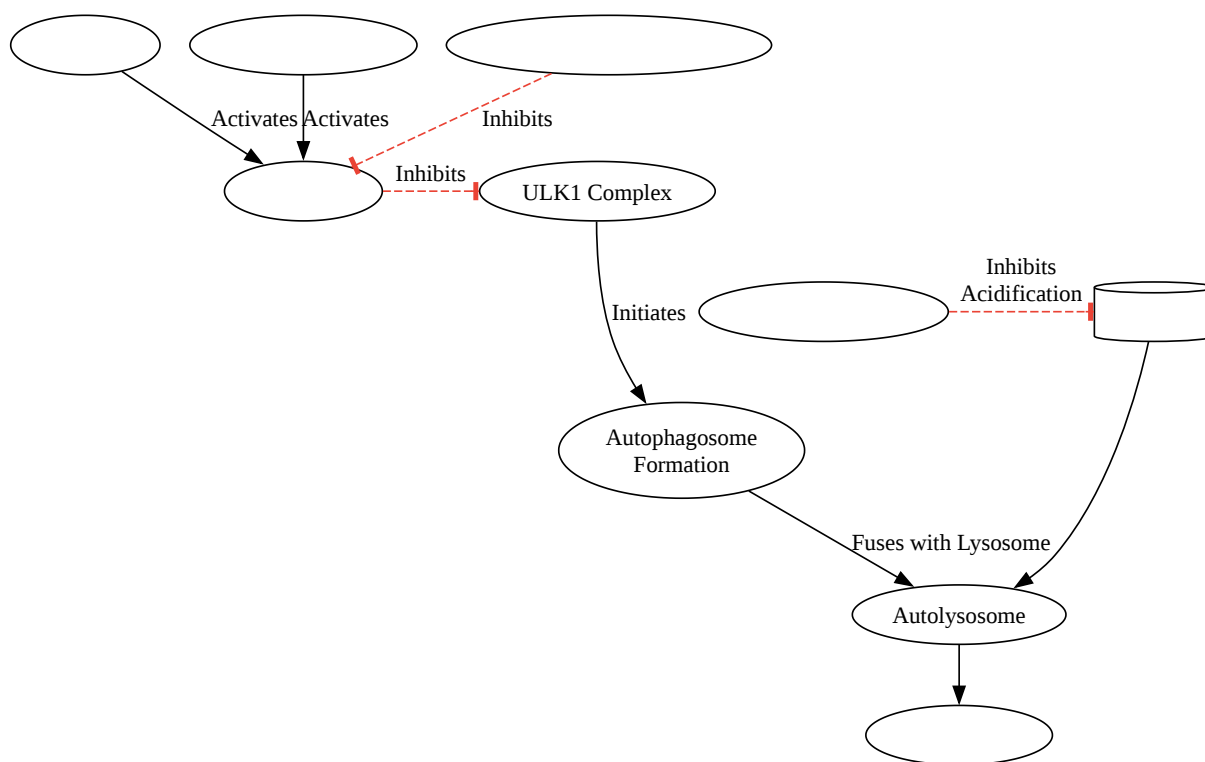 Activates
Activates
Inhibits
Inhibits
ULK1 Complex
Inhibits
Acidification
Initiates
Autophagosome
Formation
Fuses with Lysosome
Autolysosome